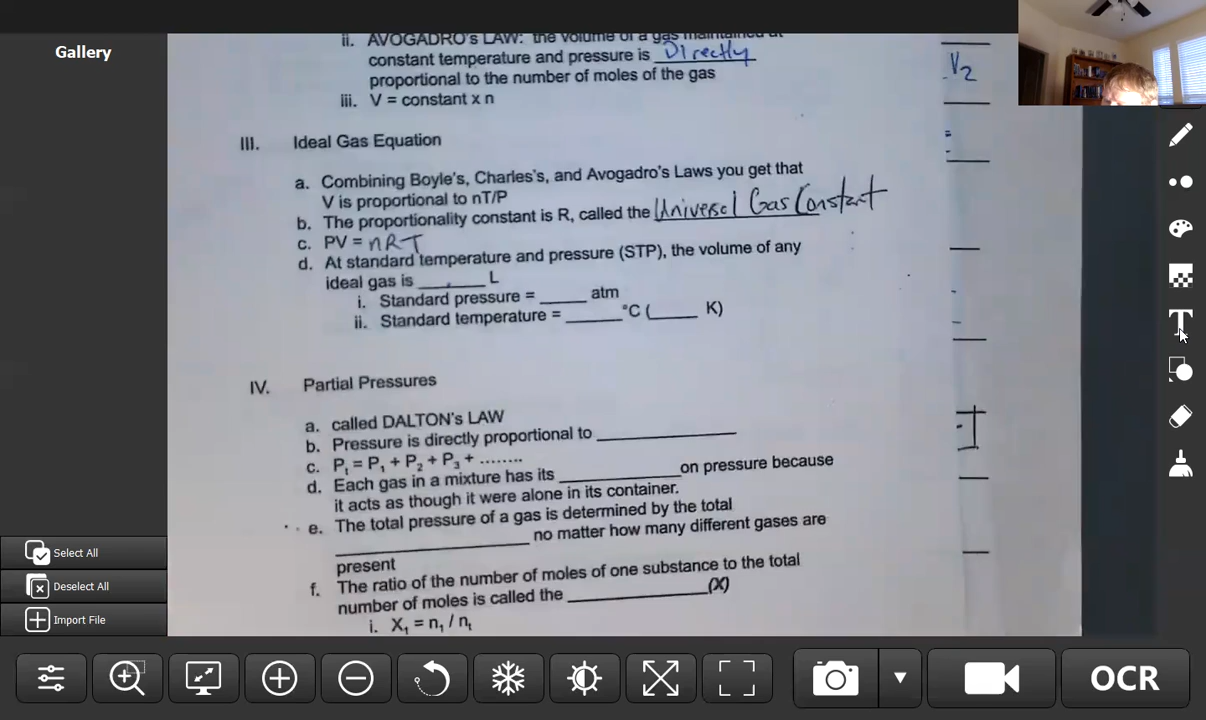 Gallery
ii. AVOGADRO's LAW: the volume of a gas maintained at
constant temperature and pressure is Directly
proportional to the number of moles of the gas
iii. V = constant x n
V2
III. Ideal Gas Equation
a. Combining Boyle's, Charles's, and Avogadro's Laws you get that
V is proportional to nT/P
b. The proportionality constant is R, called the Universal Gas Constant
c. PV = nRT
d. At standard temperature and pressure (STP), the volume of any
ideal gas is ______ L
i. Standard pressure = _____ atm
ii. Standard temperature = ______ °C (_____ K)
IV. Partial Pressures
a. called DALTON's LAW
b. Pressure is directly proportional to ______________
c. Pt = P1 + P2 + P3 + ........
d. Each gas in a mixture has its ____________on pressure because
it acts as though it were alone in its container.
e. The total pressure of a gas is determined by the total
___________________ no matter how many different gases are
present
f. The ratio of the number of moles of one substance to the total
number of moles is called the ______________(X)
i. X1 = n1 / nt
Select All
Deselect All
Import File
T
OCR